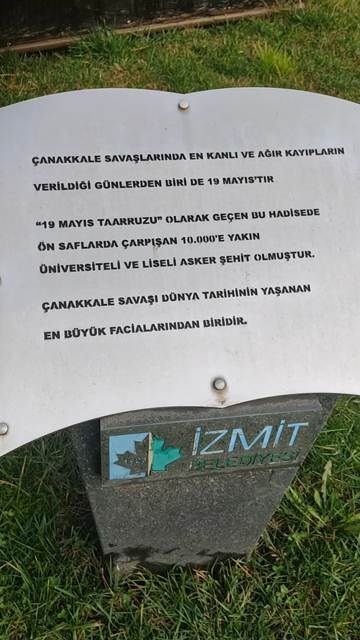 ÇANAKKALE SAVAŞLARINDA EN KANLI VE AĞIR KAYIPLARIN
VERİLDİĞİ GÜNLERDEN BİRİ DE 19 MAYIS'TIR
"19 MAYIS TAARRUZU" OLARAK GEÇEN BU HADİSEDE
ÖN SAFLARDA ÇARPIŞAN 10.000'E YAKIN
ÜNİVERSİTELİ VE LİSELİ ASKER ŞEHİT OLMUŞTUR.
ÇANAKKALE SAVAŞI DÜNYA TARİHİNİN YAŞANAN
EN BÜYÜK FACIALARINDAN BİRİDİR.
İZMİT
BELEDİYESİ